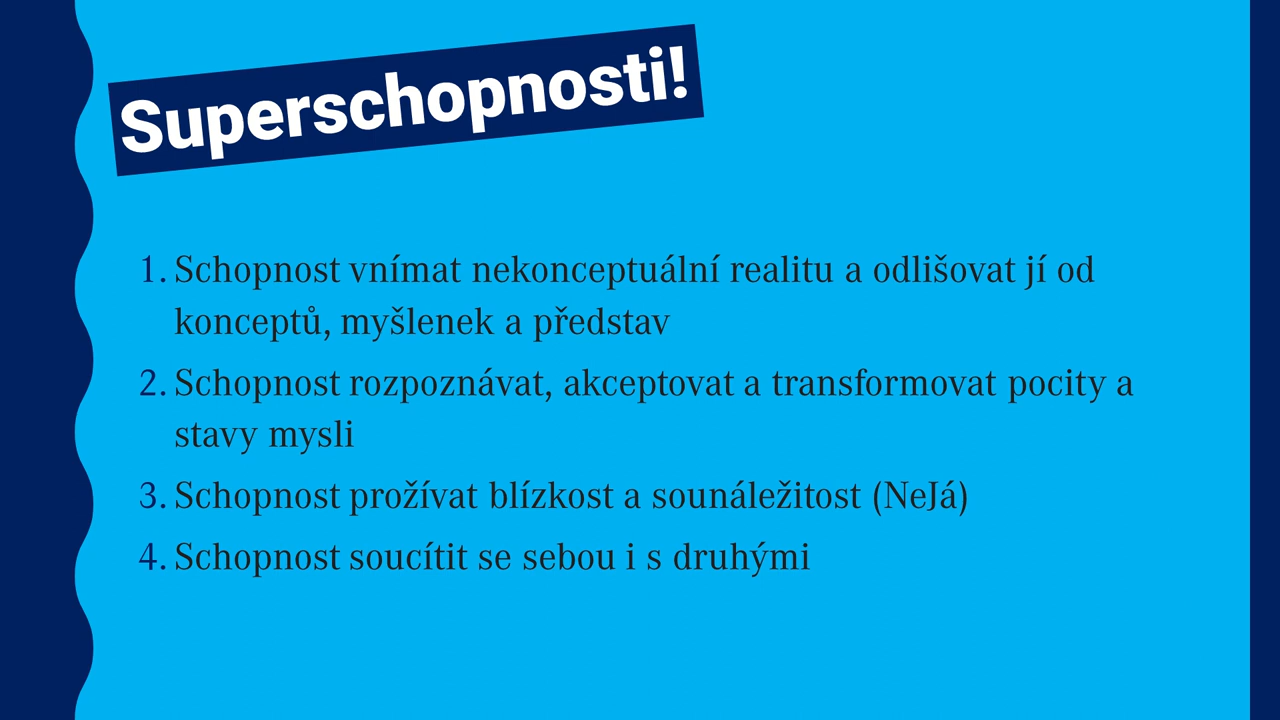 Superschopnosti!
1. Schopnost vnímat nekonceptuální realitu a odlišovat jí od
konceptů, myšlenek a představ
2. Schopnost rozpoznávat, akceptovat a transformovat pocity a
stavy mysli
3. Schopnost prožívat blízkost a sounáležitost (NeJá)
4. Schopnost soucítit se sebou i s druhými